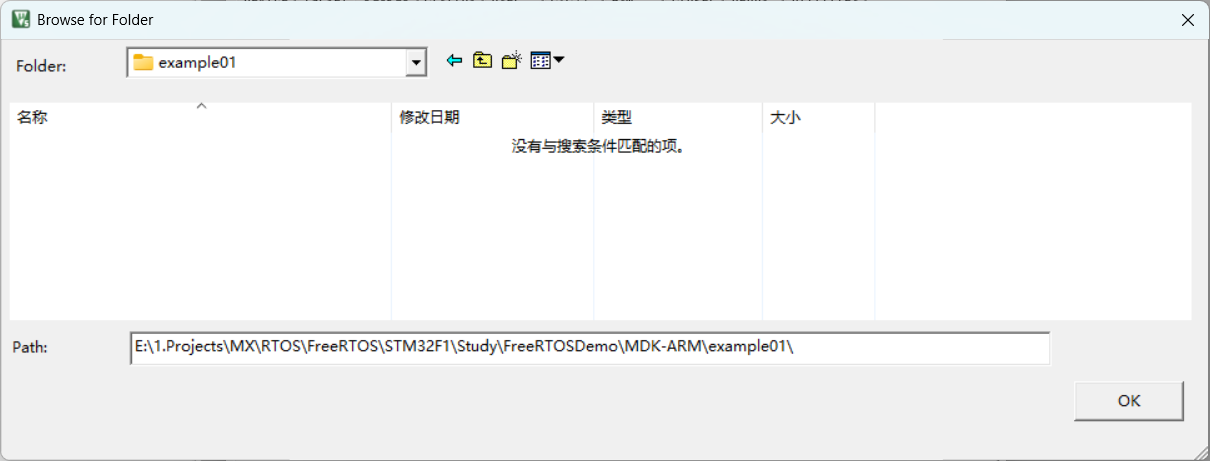 Browse for Folder
Folder:
example01
名称 修改日期 类型 大小
没有与搜索条件匹配的项。
Path:
E:\1.Projects\MX\RTOS\FreeRTOS\STM32F1\Study\FreeRTOSDemo\MDK-ARM\example01\
OK